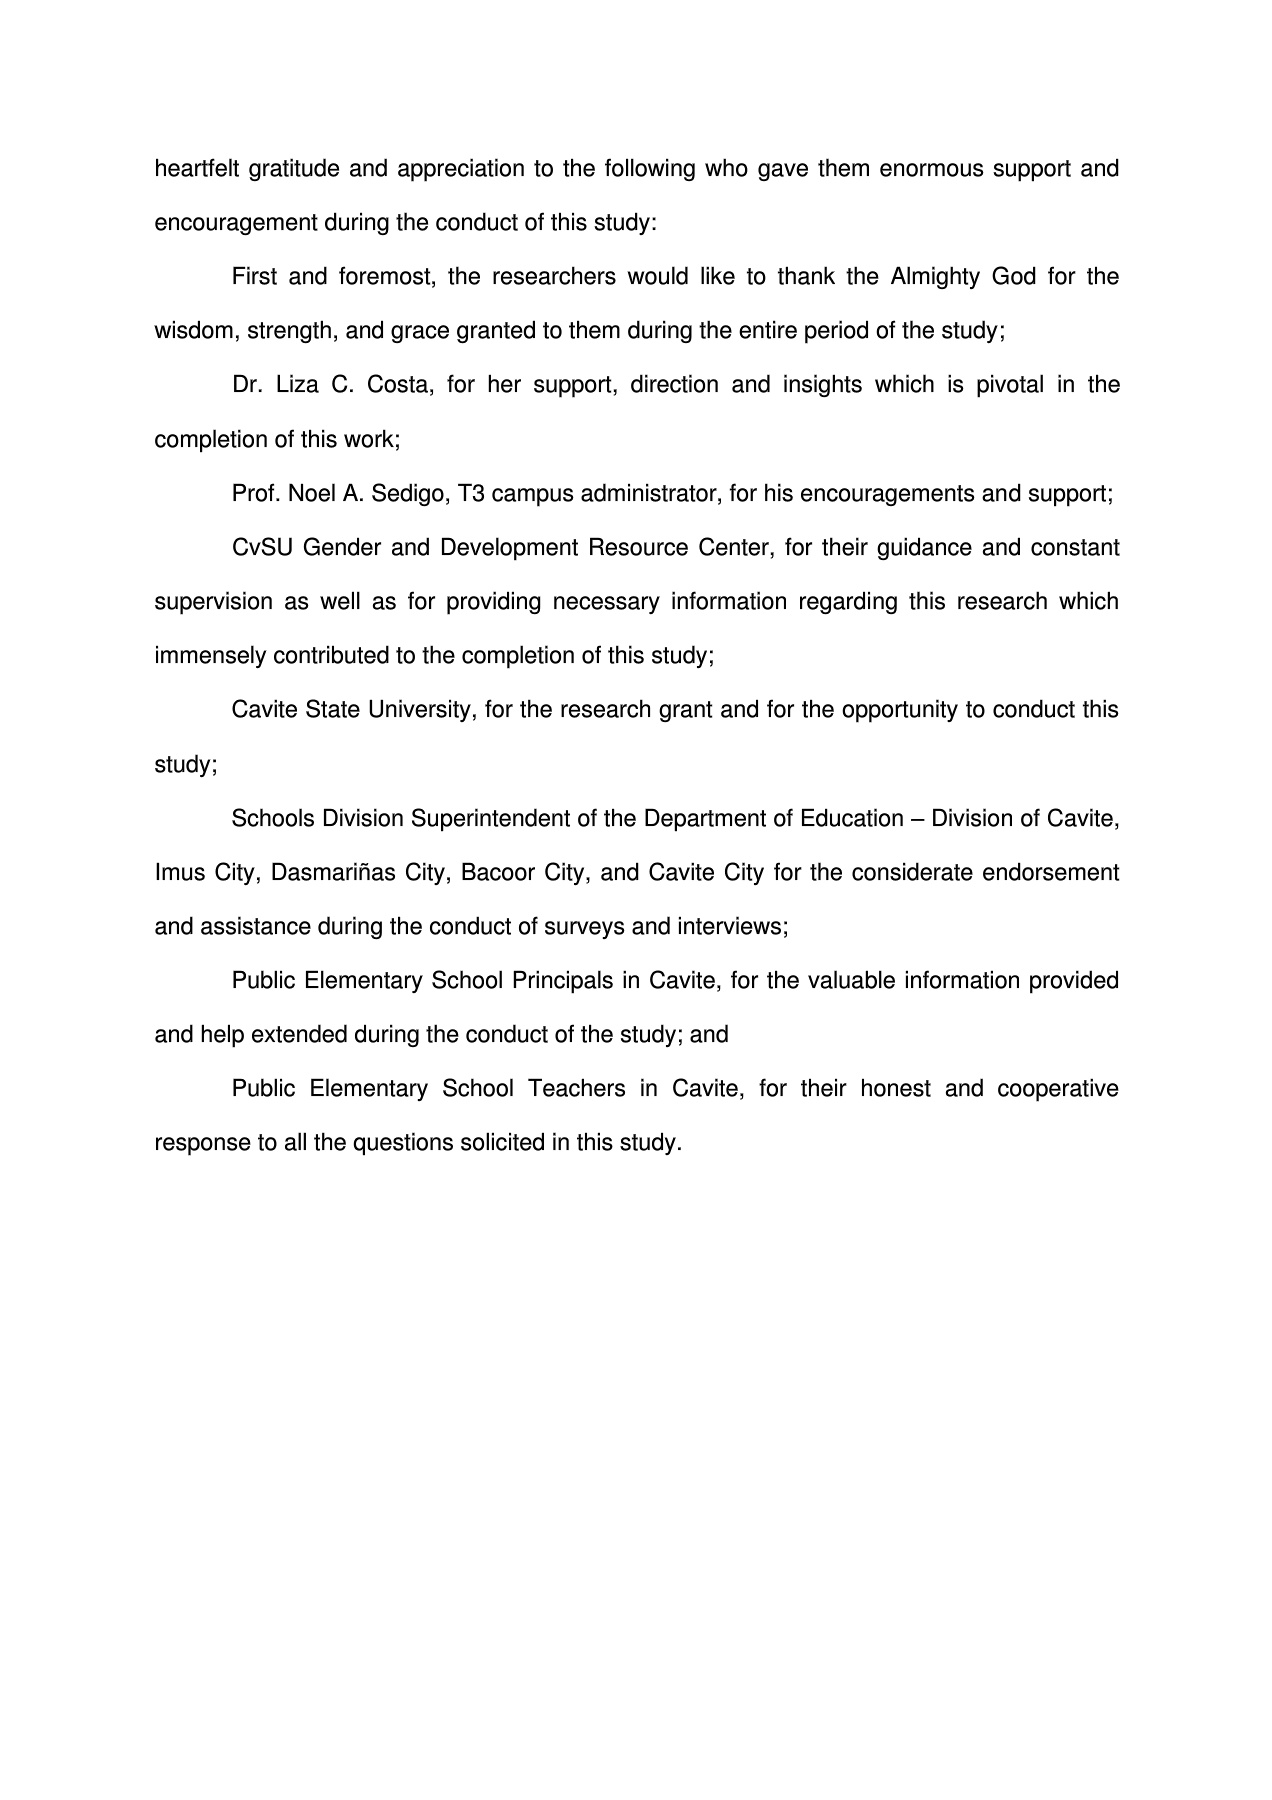 heartfelt gratitude and appreciation to the following who gave them enormous support and
encouragement during the conduct of this study:
First and foremost, the researchers would like to thank the Almighty God for the
wisdom, strength, and grace granted to them during the entire period of the study;
Dr. Liza C. Costa, for her support, direction and insights which is pivotal in the
completion of this work;
Prof. Noel A. Sedigo, T3 campus administrator, for his encouragements and support;
CvSU Gender and Development Resource Center, for their guidance and constant
supervision as well as for providing necessary information regarding this research which
immensely contributed to the completion of this study;
Cavite State University, for the research grant and for the opportunity to conduct this
study;
Schools Division Superintendent of the Department of Education – Division of Cavite,
Imus City, Dasmariñas City, Bacoor City, and Cavite City for the considerate endorsement
and assistance during the conduct of surveys and interviews;
Public Elementary School Principals in Cavite, for the valuable information provided
and help extended during the conduct of the study; and
Public Elementary School Teachers in Cavite, for their honest and cooperative
response to all the questions solicited in this study.